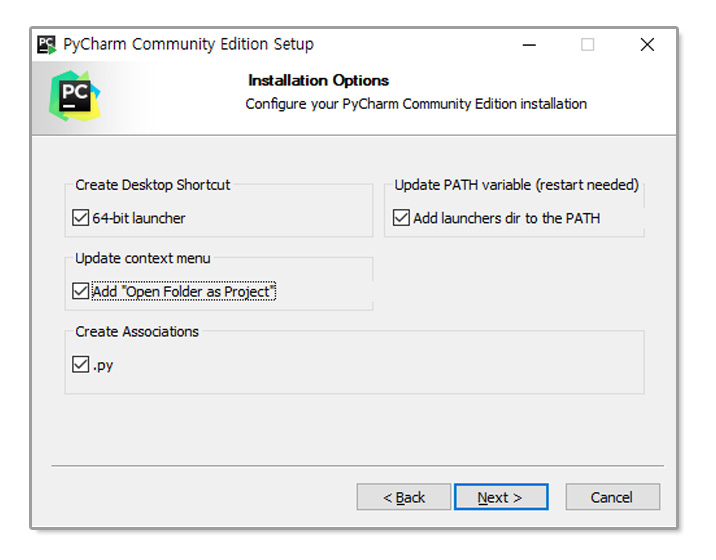 PC PyCharm Community Edition Setup
PC
Installation Options
Configure your PyCharm Community Edition installation
Create Desktop Shortcut
64-bit launcher
Update PATH variable (restart needed)
Add launchers dir to the PATH
Update context menu
Add "Open Folder as Project"
Create Associations
.py
< Back
Next >
Cancel